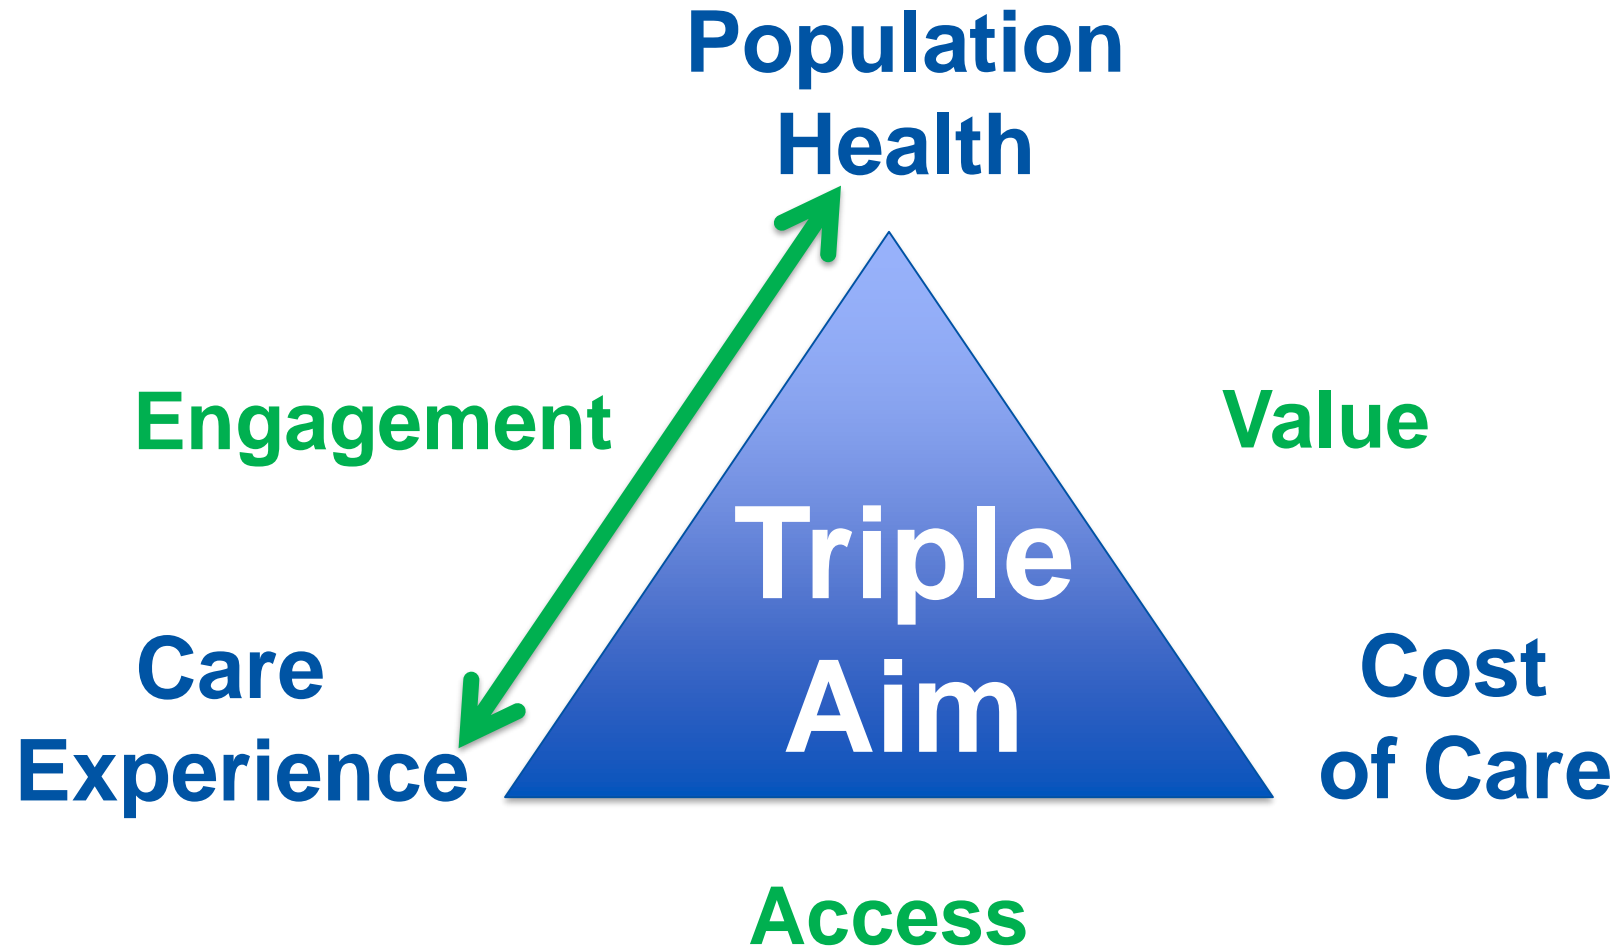 Population
Health
Engagement
Value
Triple
Aim
Care
Experience
Cost
of Care
Access